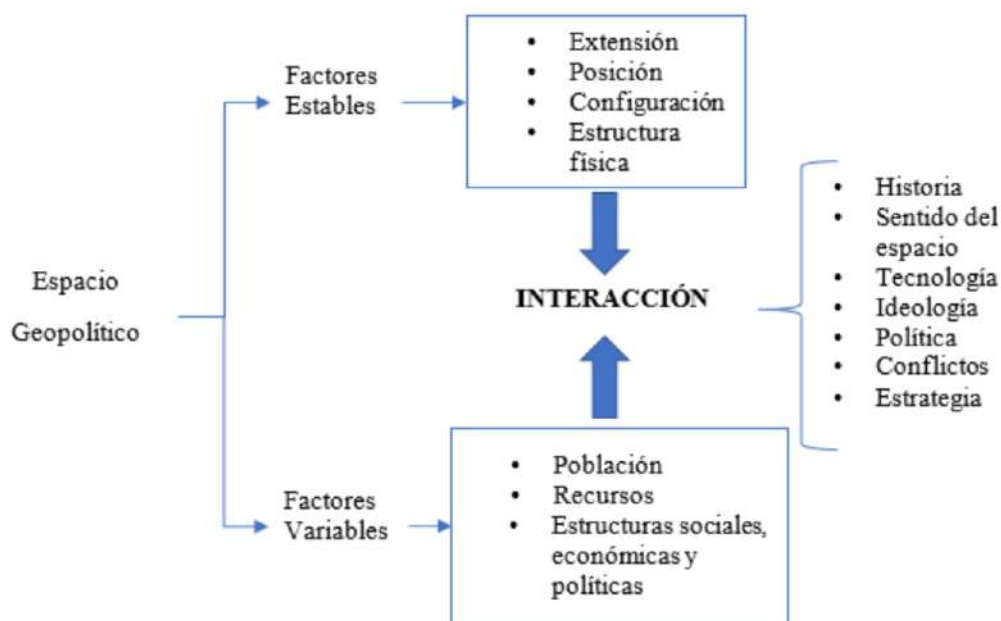 Espacio
Geopolítico
Factores
Estables
• Extensión
• Posición
• Configuración
• Estructura
física
INTERACCIÓN
Factores
Variables
• Población
• Recursos
• Estructuras sociales,
económicas y
políticas
• Historia
• Sentido del
espacio
• Tecnología
• Ideología
• Política
• Conflictos
• Estrategia